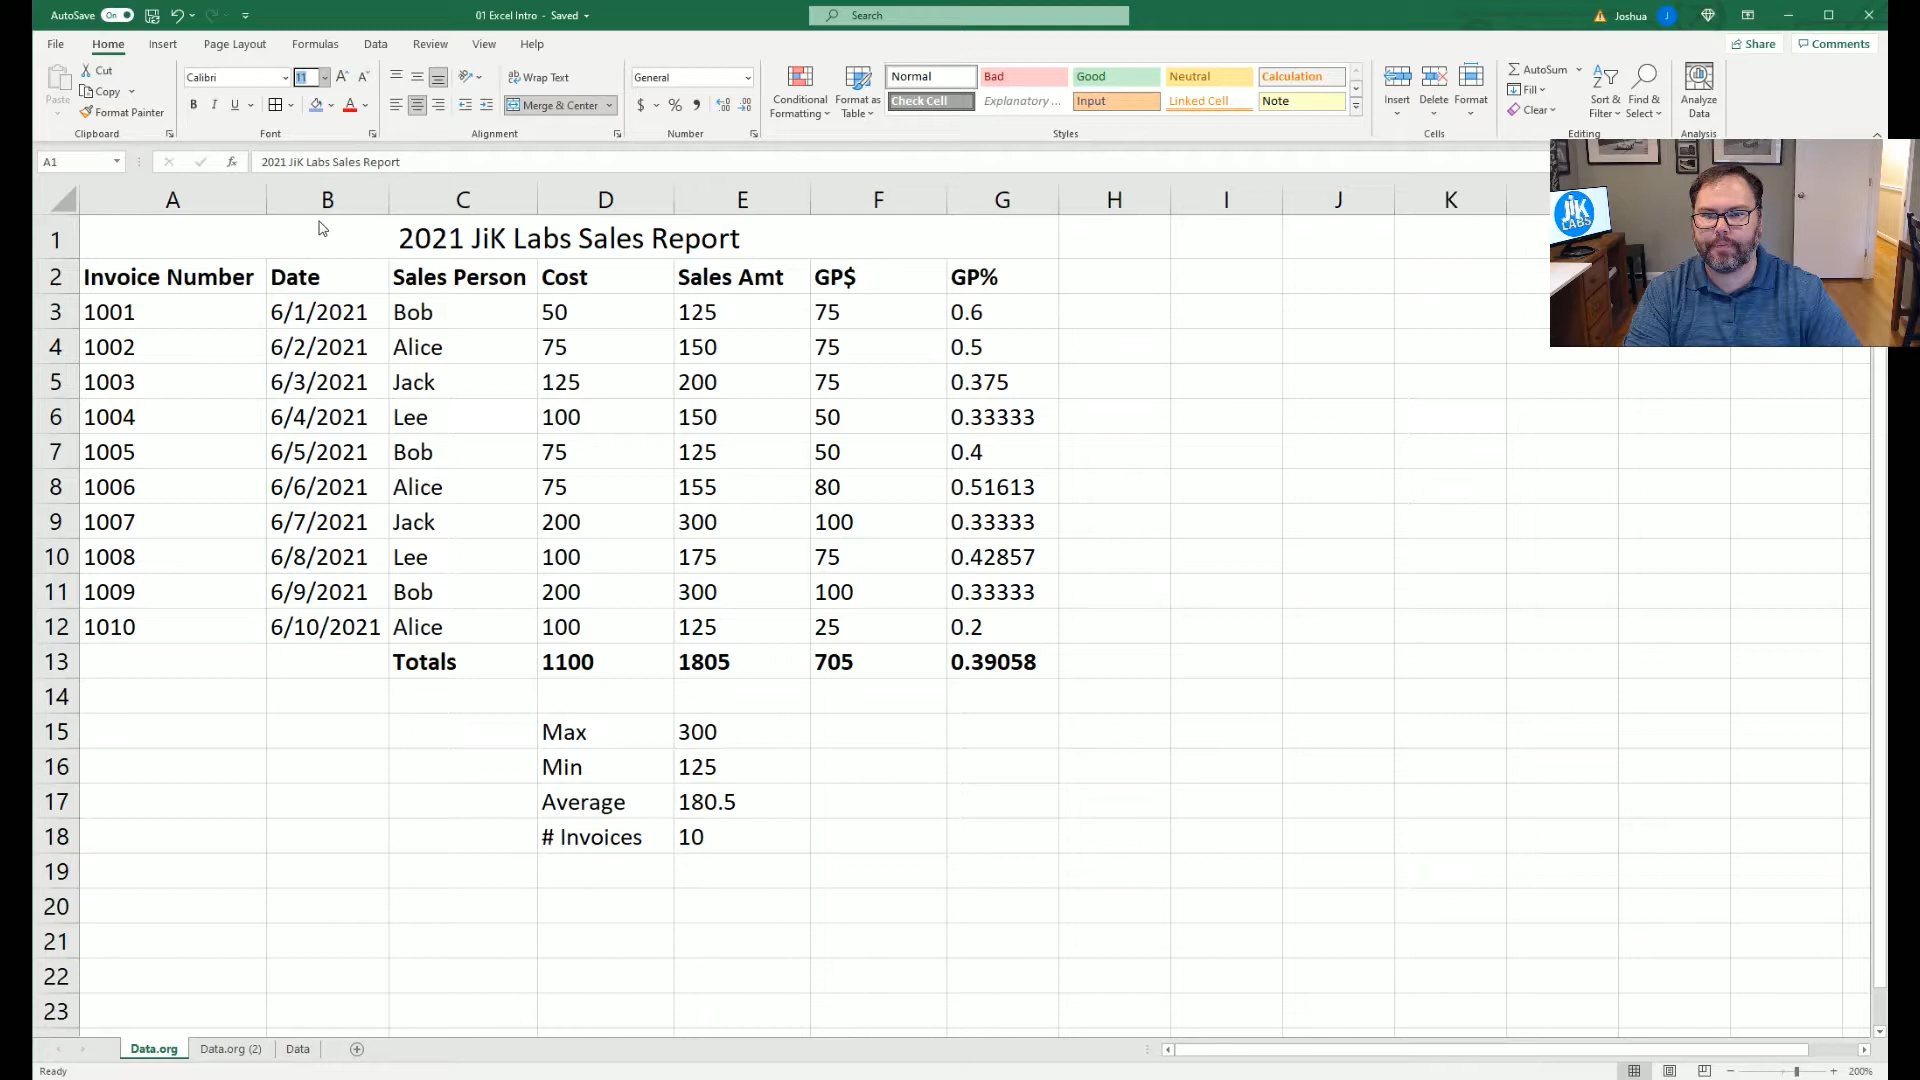 AutoSave On 01 Excel Intro - Saved Search Joshua J
File Home Insert Page Layout Formulas Data Review View Help Share Comments
Paste Cut Copy Format Painter Clipboard
Calibri 11 B I U A A A Font
Wrap Text Merge & Center Alignment
General $ % Number
Conditional Formatting Format as Table
Normal Bad Good Neutral Calculation
Check Cell Explanatory ... Input Linked Cell Note
Styles
Insert Delete Format Cells
AutoSum Fill Clear Sort & Filter Find & Select Editing
Analyze Data Analysis
A1 fx 2021 JiK Labs Sales Report
A B C D E F G H I J K
JiK LABS
1 2021 JiK Labs Sales Report
2 Invoice Number Date Sales Person Cost Sales Amt GP$ GP%
3 1001 6/1/2021 Bob 50 125 75 0.6
4 1002 6/2/2021 Alice 75 150 75 0.5
5 1003 6/3/2021 Jack 125 200 75 0.375
6 1004 6/4/2021 Lee 100 150 50 0.33333
7 1005 6/5/2021 Bob 75 125 50 0.4
8 1006 6/6/2021 Alice 75 155 80 0.51613
9 1007 6/7/2021 Jack 200 300 100 0.33333
10 1008 6/8/2021 Lee 100 175 75 0.42857
11 1009 6/9/2021 Bob 200 300 100 0.33333
12 1010 6/10/2021 Alice 100 125 25 0.2
13 Totals 1100 1805 705 0.39058
14
15 Max 300
16 Min 125
17 Average 180.5
18 # Invoices 10
19
20
21
22
23
Data.org Data.org (2) Data
Ready 200%